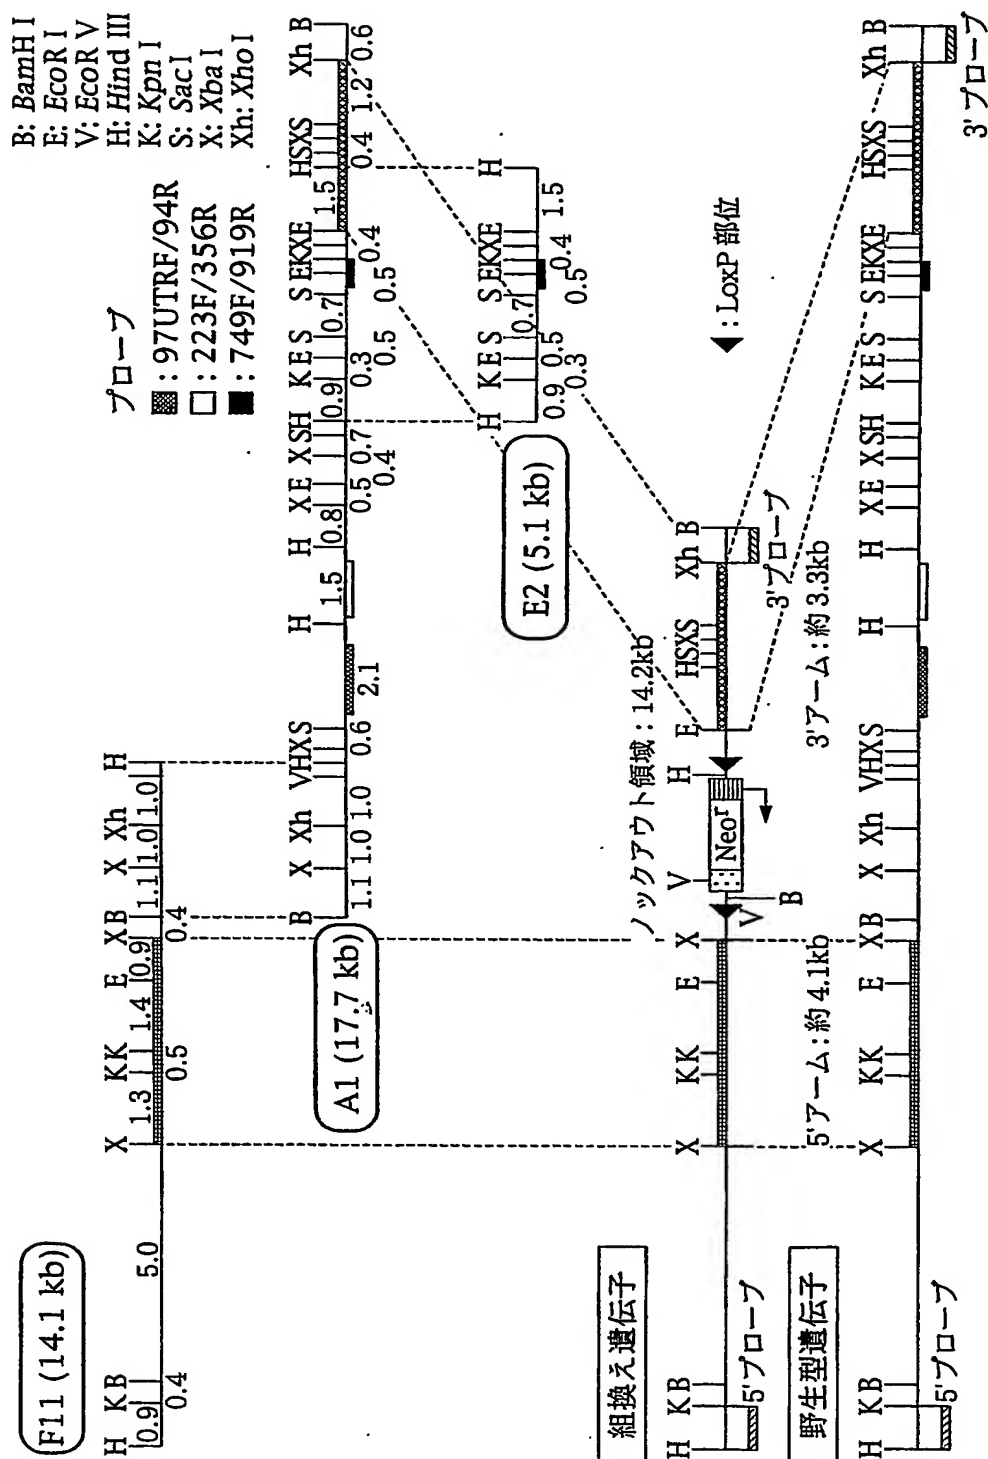 B: BamH I
E: EcoR I
V: EcoR V
H: Hind III
K: Kpn I
S: Sac I
X: Xba I
Xh: Xho I
プローブ
: 97UTRF/94R
: 223F/356R
: 749F/919R
F11 (14.1 kb)
H K B X K K X E X B X Xh H
0.9 0.4 5.0 1.3 0.5 1.4 0.9 0.4 1.1 1.0 1.0
A1 (17.7 kb)
B X Xh V H X S H H X E X S H K E S S E K X E H S X S Xh B
1.1 1.0 1.0 0.6 2.1 1.5 0.8 0.5 0.4 0.7 0.9 0.3 0.5 0.7 0.5 0.4 1.5 0.4 1.2 0.6
E2 (5.1 kb)
H K E S S E K X E H
0.9 0.3 0.5 0.7 0.5 0.4 1.5
: LoxP 部位
組換え遺伝子
ノックアウト領域 : 14.2kb
H K B X K K E X V B V Neo^r H E H S X S Xh B
5'プローブ
3'プローブ
5'アーム : 約 4.1kb
3'アーム : 約 3.3kb
野生型遺伝子
H K B X K K E X B X Xh V H X S H H X E X S H K E S S E K X E H S X S Xh B
5'プローブ
3'プローブ